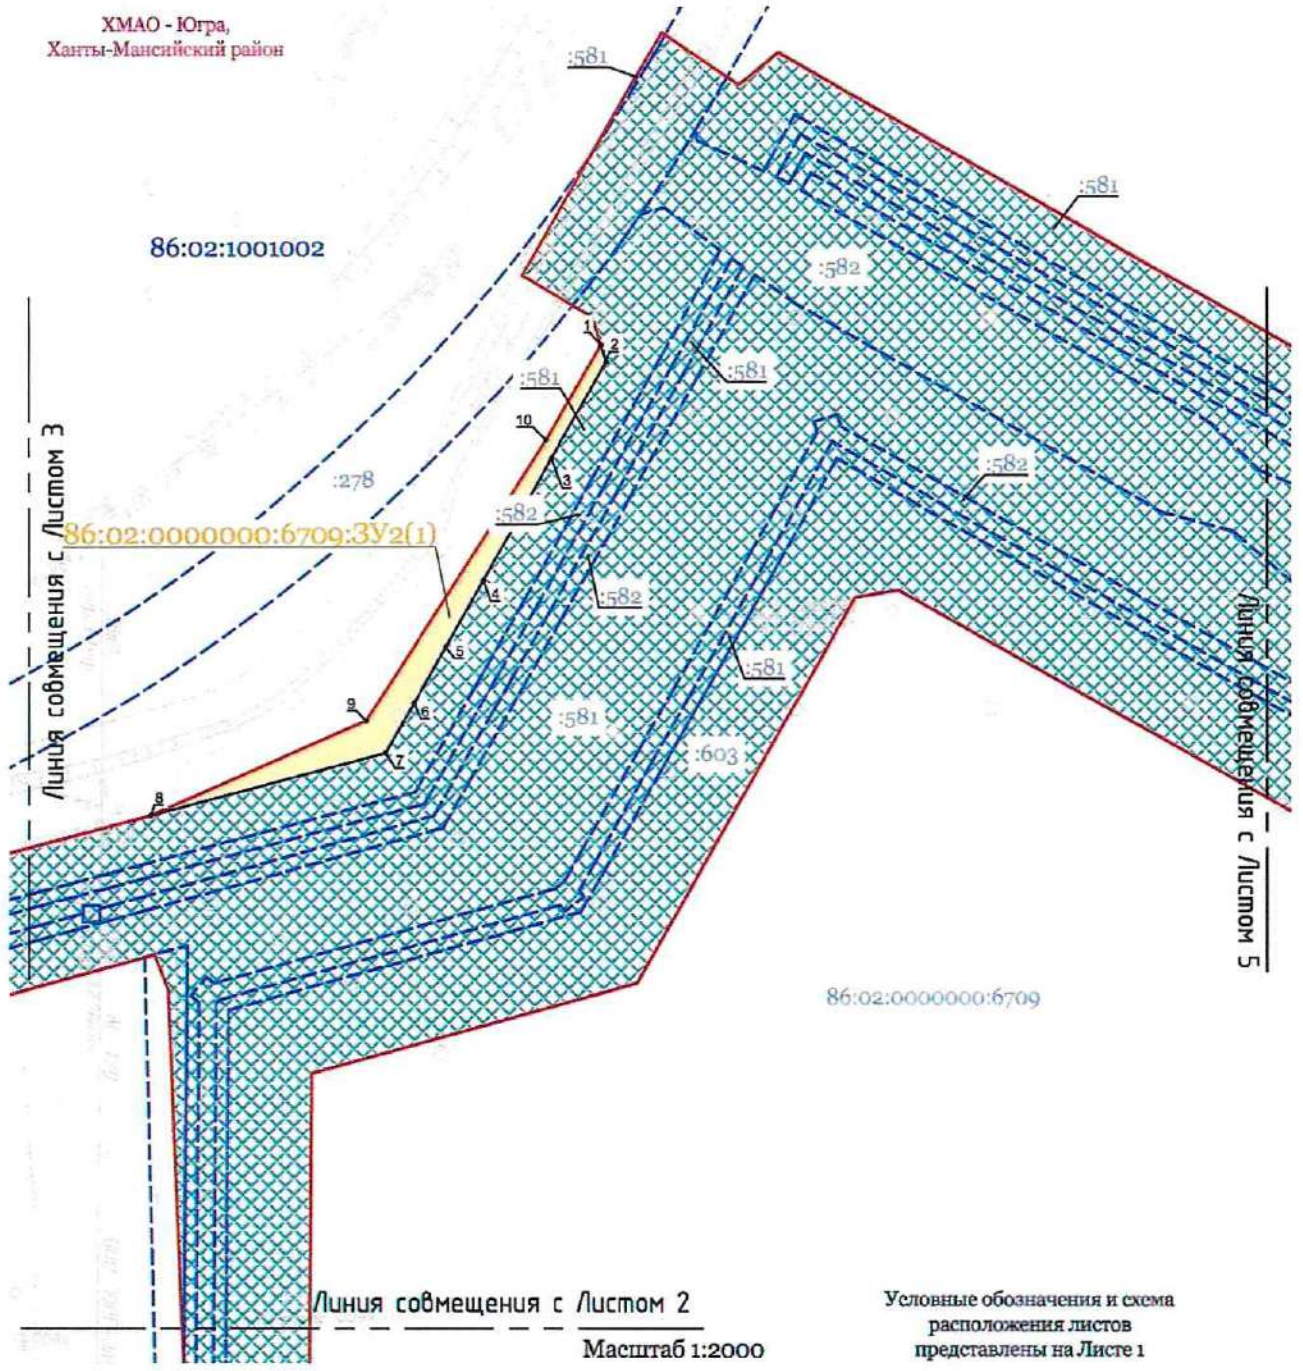 ХМАО - Югра,
Ханты-Мансийский район
:581
:581
86:02:1001002
:582
1
2
:581
:581
10
Линия совмещения с Листом 3
:278
3
:582
:582
86:02:0000000:6709:ЗУ2(1)
4
:582
Линия совмещения с Листом 5
5
:581
6
9
:581
:603
7
8
86:02:0000000:6709
Линия совмещения с Листом 2
Масштаб 1:2000
Условные обозначения и схема
расположения листов
представлены на Листе 1